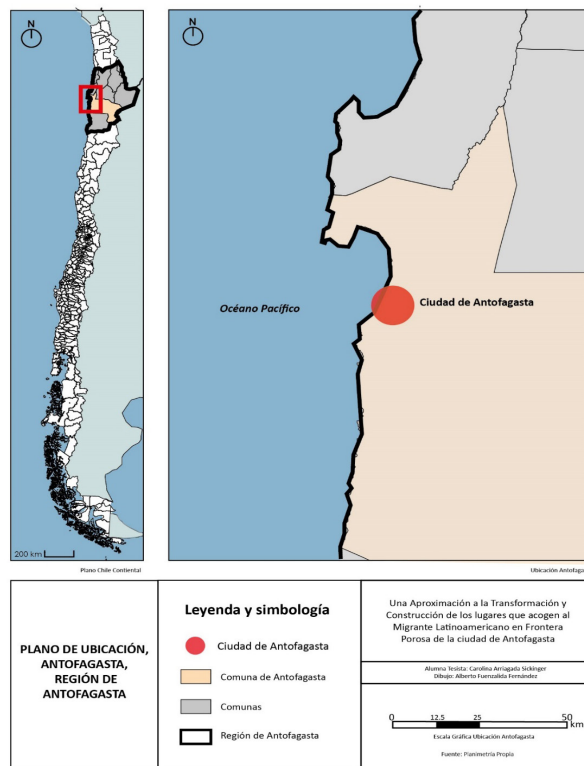 N
N
Océano Pacífico
Ciudad de Antofagasta
200 km
Plano Chile Contiental
Ubicación Antofaga
PLANO DE UBICACIÓN,
ANTOFAGASTA,
REGIÓN DE
ANTOFAGASTA
Leyenda y simbología
Ciudad de Antofagasta
Comuna de Antofagasta
Comunas
Región de Antofagasta
Una Aproximación a la Transformación y
Construcción de los lugares que acogen al
Migrante Latinoamericano en Frontera
Porosa de la ciudad de Antofagasta
Alumna Tesista: Carolina Arriagada Sickinger
Dibujo: Alberto Fuenzalida Fernández
0 12.5 25 50
km
Escala Gráfica Ubicación Antofagasta
Fuente: Planimetría Propia